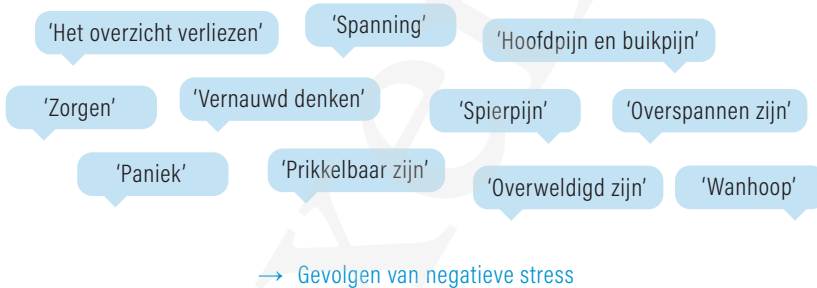 ‘Het overzicht verliezen’
‘Spanning’
‘Hoofdpijn en buikpijn’
‘Zorgen’
‘Vernauwd denken’
‘Spierpijn’
‘Overspannen zijn’
‘Paniek’
‘Prikkelbaar zijn’
‘Overweldigd zijn’
‘Wanhoop’
→ Gevolgen van negatieve stress